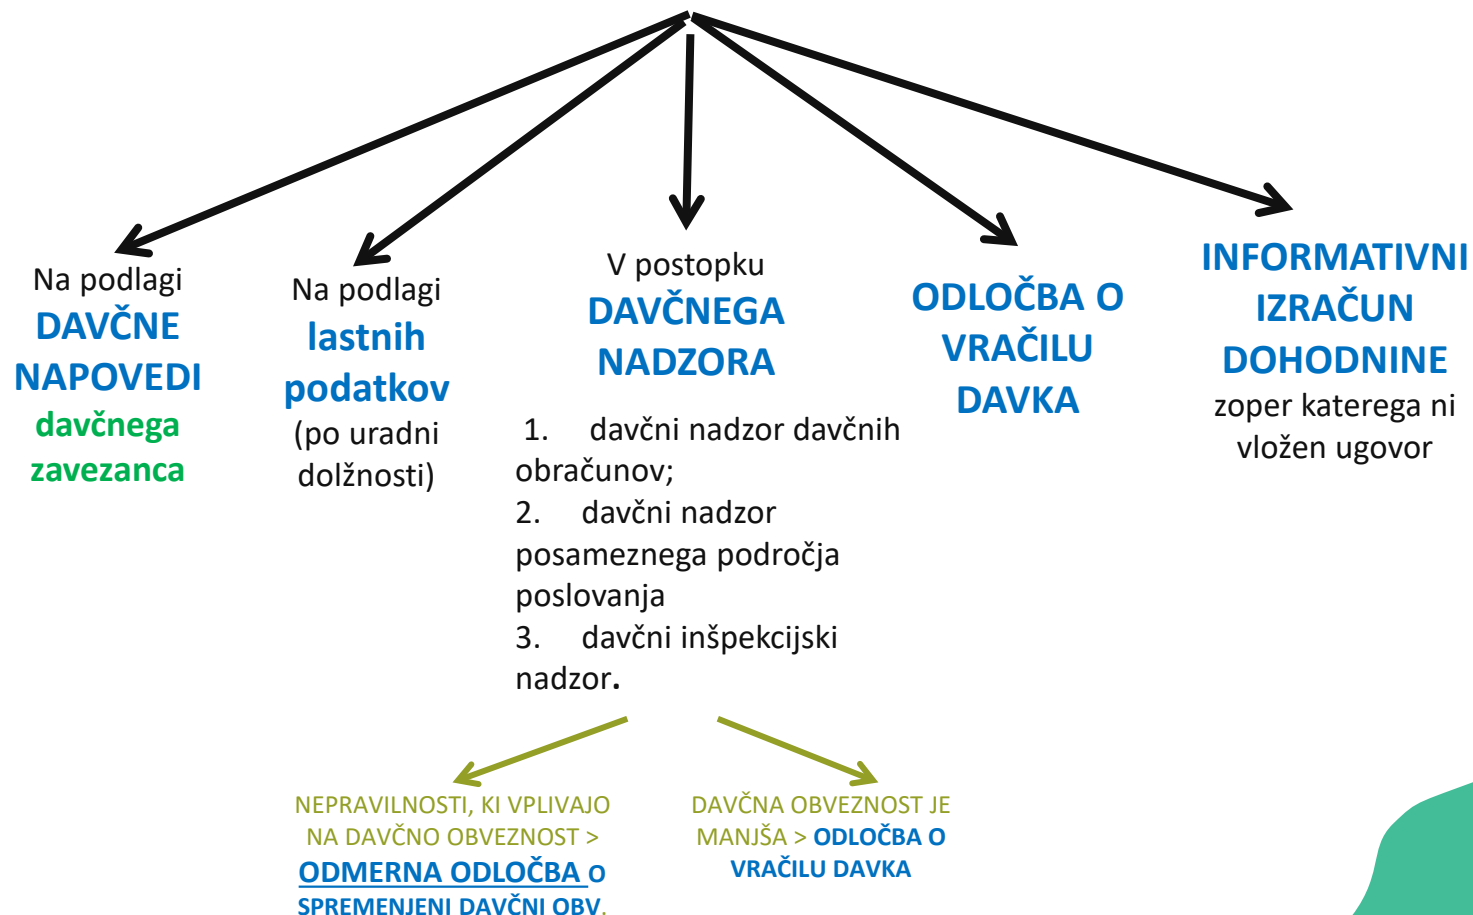 Na podlagi
DAVČNE
NAPOVEDI
davčnega
zavezanca
Na podlagi
lastnih
podatkov
(po uradni
dolžnosti)
V postopku
DAVČNEGA
NADZORA
1. davčni nadzor davčnih
obračunov;
2. davčni nadzor
posameznega področja
poslovanja
3. davčni inšpekcijski
nadzor.
ODLOČBA O
VRAČILU
DAVKA
INFORMATIVNI
IZRAČUN
DOHODNINE
zoper katerega ni
vložen ugovor
NEPRAVILNOSTI, KI VPLIVAJO
NA DAVČNO OBVEZNOST >
ODMERNA ODLOČBA O
SPREMENJENI DAVČNI OBV.
DAVČNA OBVEZNOST JE
MANJŠA > ODLOČBA O
VRAČILU DAVKA